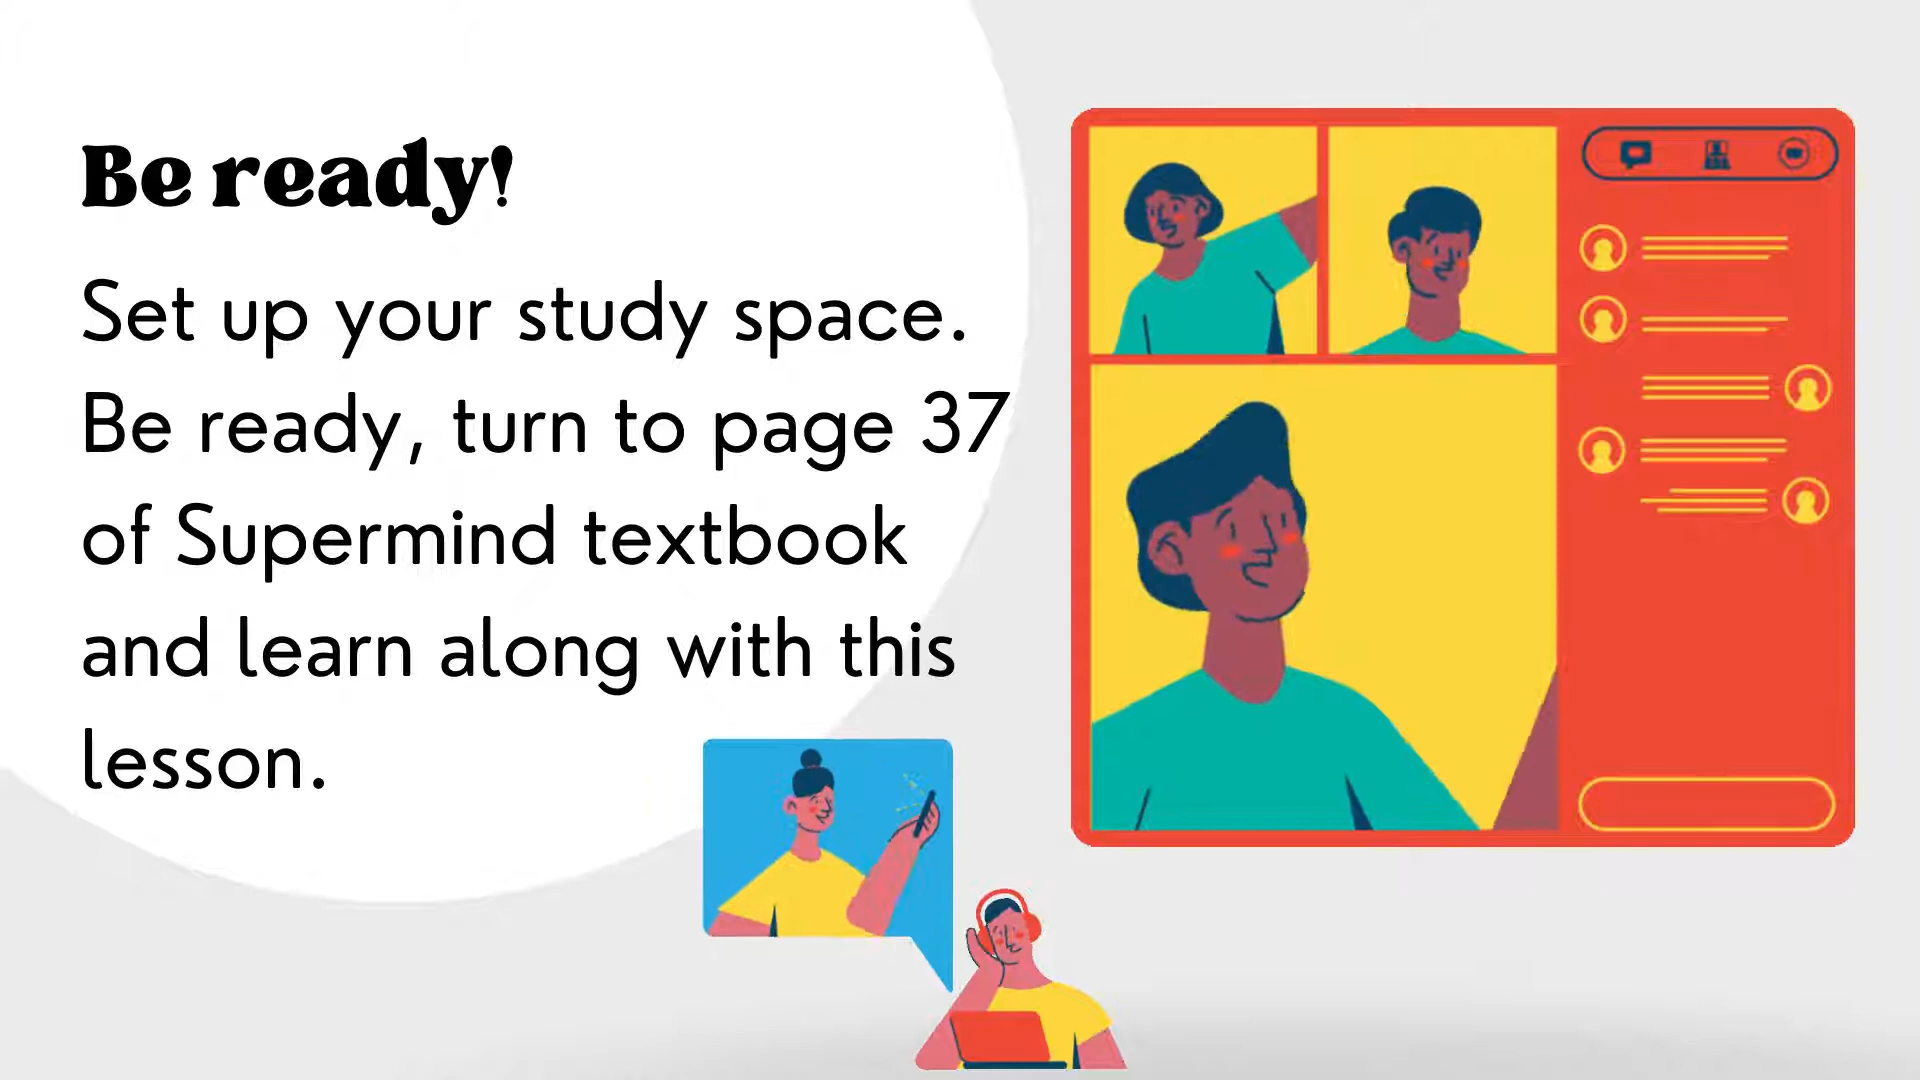 Be ready!
Set up your study space.
Be ready, turn to page 37
of Supermind textbook
and learn along with this
lesson.